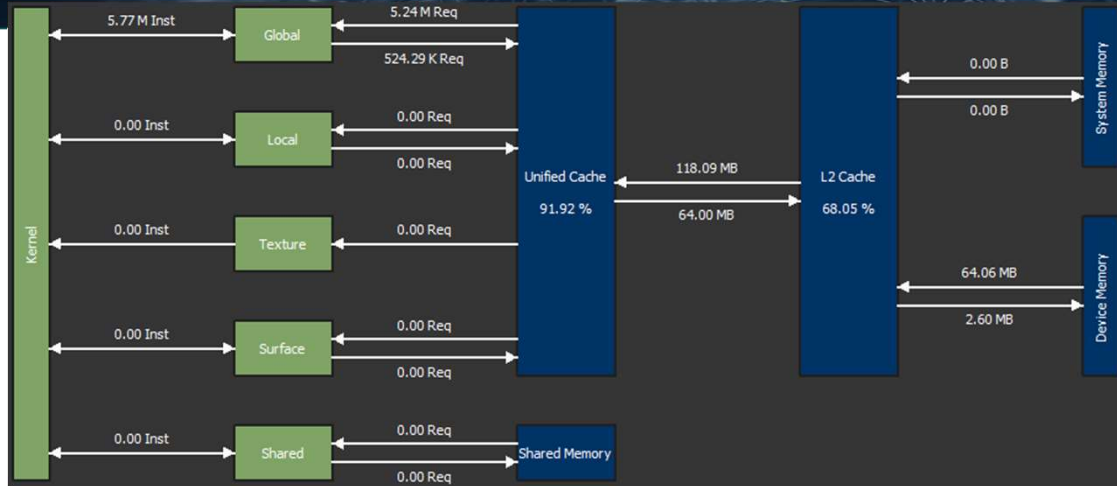 Kernel
5.77 M Inst
Global
5.24 M Req
524.29 K Req
0.00 Inst
Local
0.00 Req
0.00 Req
0.00 Inst
Texture
0.00 Req
0.00 Inst
Surface
0.00 Req
0.00 Req
0.00 Inst
Shared
0.00 Req
0.00 Req
Unified Cache
91.92 %
Shared Memory
118.09 MB
64.00 MB
L2 Cache
68.05 %
0.00 B
0.00 B
System Memory
64.06 MB
2.60 MB
Device Memory